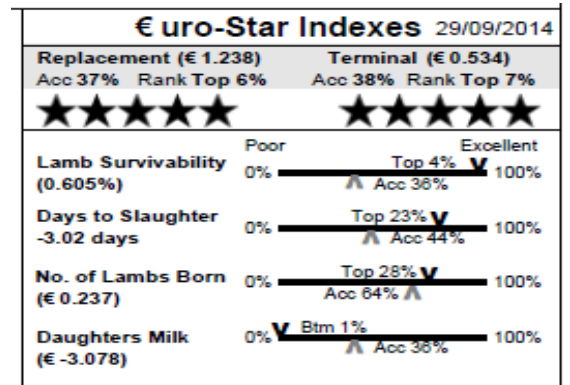 € uro-Star Indexes 29/09/2014
Replacement (€ 1.238) Terminal (€ 0.534)
Acc 37% Rank Top 6% Acc 38% Rank Top 7%
Poor Excellent
Lamb Survivability 0% Top 4% 100%
(0.605%) Acc 36%
Days to Slaughter 0% Top 23% 100%
-3.02 days Acc 44%
No. of Lambs Born 0% Top 28% 100%
(€ 0.237) Acc 64%
Daughters Milk 0% Btm 1% 100%
(€ -3.078) Acc 36%